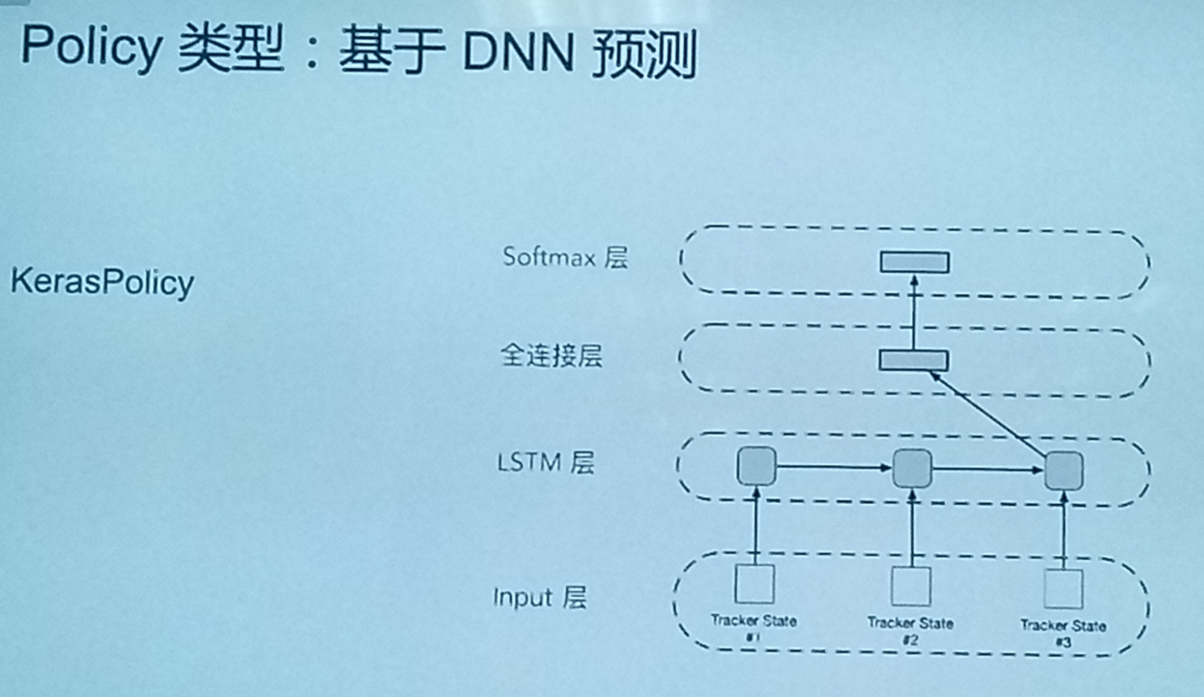 Policy 类型：基于 DNN 预测
KerasPolicy
Softmax 层
全连接层
LSTM 层
Input 层
Tracker State
#1
Tracker State
#2
Tracker State
#3